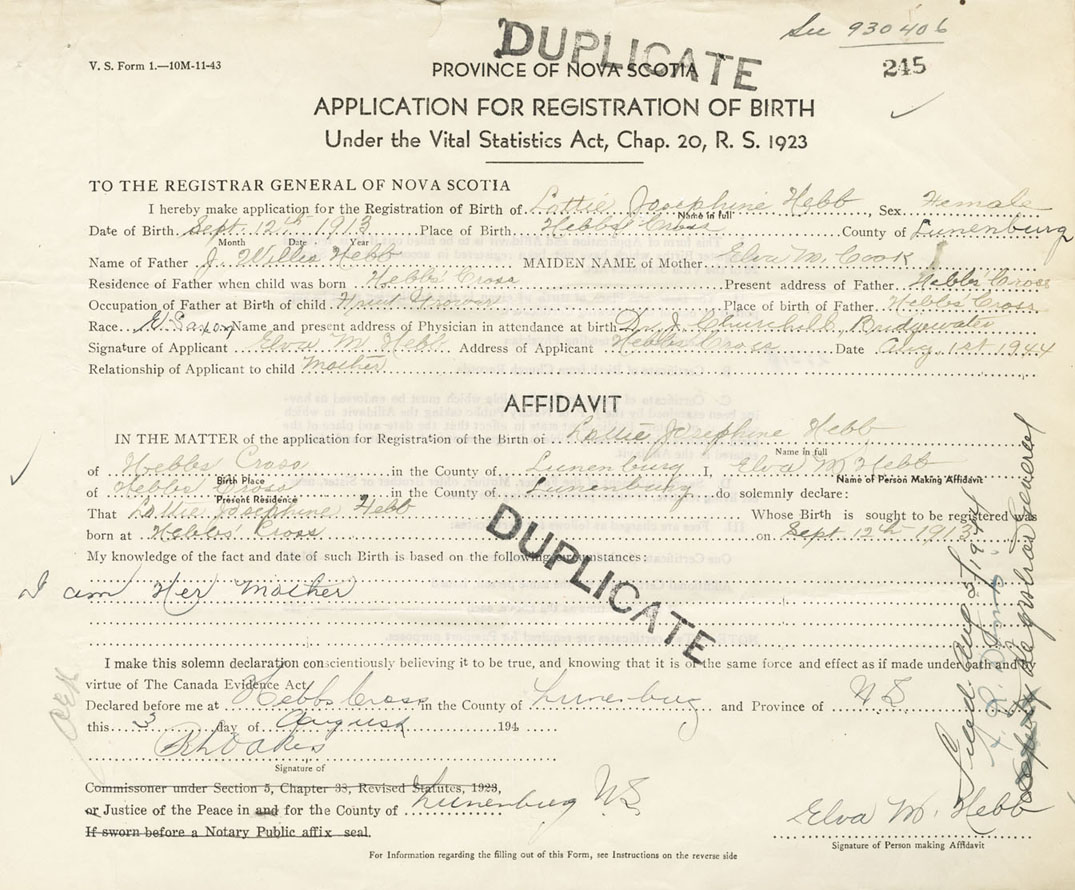 DUPLICATE
See 930406
V. S. Form 1.—10M-11-43
PROVINCE OF NOVA SCOTIA
245
APPLICATION FOR REGISTRATION OF BIRTH
Under the Vital Statistics Act, Chap. 20, R. S. 1923
TO THE REGISTRAR GENERAL OF NOVA SCOTIA
I hereby make application for the Registration of Birth of Lottie Josephine Hebb, Sex Female
Name in full
Date of Birth Sept. 12th 1913 Place of Birth Hebbs' Cross County of Lunenburg
Month Date Year
Name of Father J. Willis Hebb MAIDEN NAME of Mother Elva M. Cook
Residence of Father when child was born Hebbs' Cross Present address of Father Hebbs' Cross
Occupation of Father at Birth of child Place of birth of Father Hebbs' Cross
Race Name and present address of Physician in attendance at birth Dr. J. Churchill Bridgewater
Signature of Applicant Elva M. Hebb Address of Applicant Hebbs Cross Date Aug 1st 1944
Relationship of Applicant to child Mother
AFFIDAVIT
IN THE MATTER of the application for Registration of the Birth of Lottie Josephine Hebb
Name in full
of Hebbs Cross in the County of Lunenburg I, Elva M Hebb
Birth Place Name of Person Making Affidavit
of Hebbs Cross in the County of Lunenburg do solemnly declare:
Present Residence
That Lottie Josephine Hebb Whose Birth is sought to be registered was
born at Hebbs' Cross on Sept 12th 1913
DUPLICATE
My knowledge of the fact and date of such Birth is based on the following circumstances:
I am Her Mother
I make this solemn declaration conscientiously believing it to be true, and knowing that it is of the same force and effect as if made under oath and by
virtue of The Canada Evidence Act.
Declared before me at Hebbs Cross in the County of Lunenburg and Province of N S
this 3 day of August 194
Signature of
Commissoner under Section 5, Chapter 38, Revised Statutes, 1923,
or Justice of the Peace in and for the County of Lunenburg N.S
If sworn before a Notary Public affix seal.
Elva M. Hebb
Signature of Person making Affidavit
For Information regarding the filling out of this Form, see Instructions on the reverse side
Filed Aug 5/1944
Deputy Registrar General